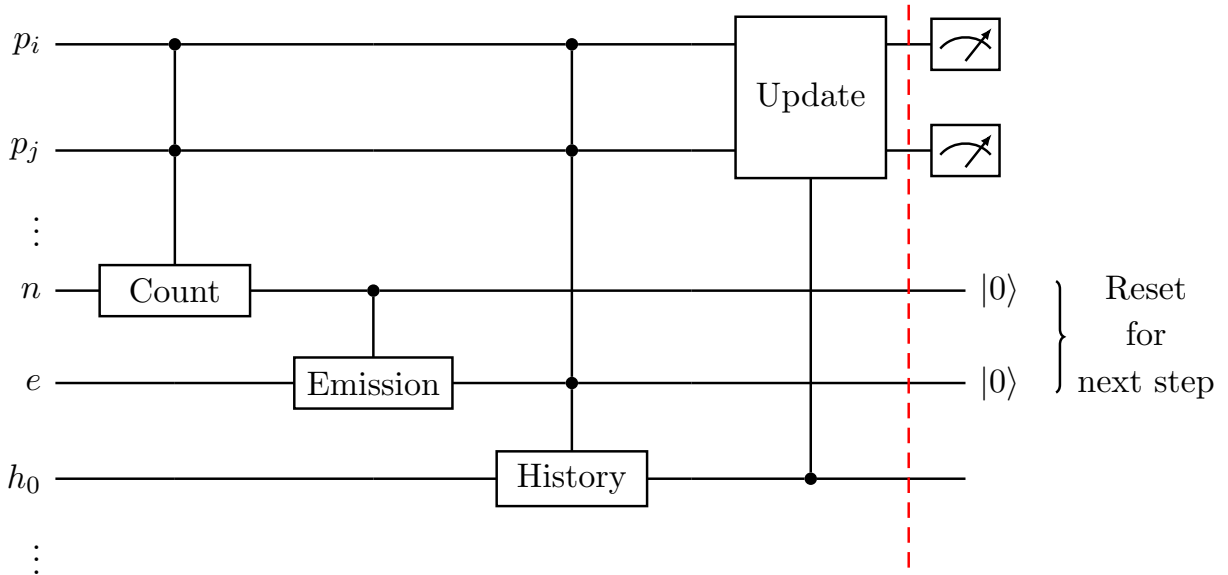 p_i
Update
p_j
⋮
n
Count
|0⟩
Reset
for
next step
e
Emission
|0⟩
h_0
History
⋮